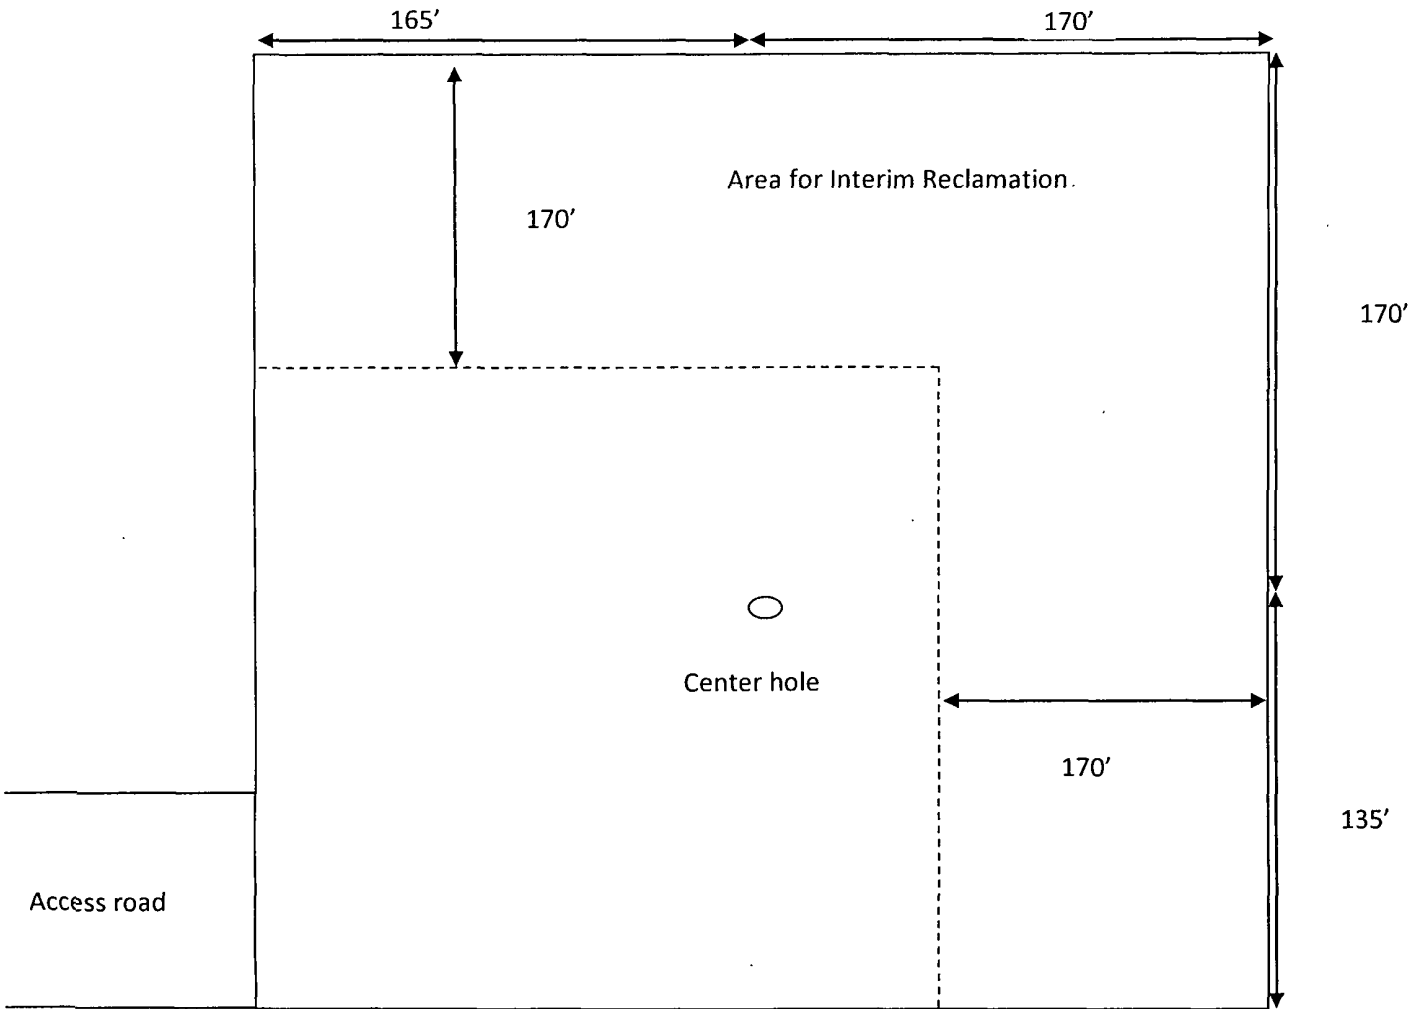 165’
170’
Area for Interim Reclamation.
170’
170’
Center hole
170’
135’
Access road